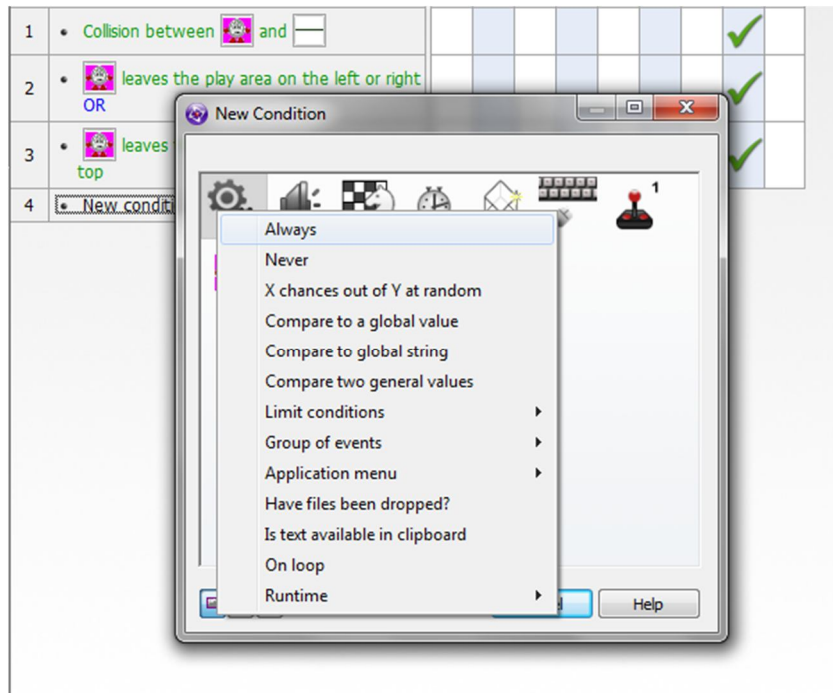 1 • Collision between and
2 • leaves the play area on the left or right
OR
3 • leaves
top
4 • New conditi
New Condition
1
Always
Never
X chances out of Y at random
Compare to a global value
Compare to global string
Compare two general values
Limit conditions
Group of events
Application menu
Have files been dropped?
Is text available in clipboard
On loop
Runtime
Help